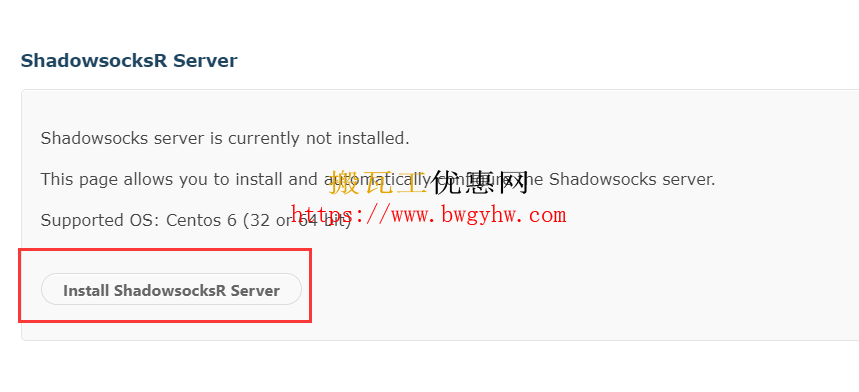 ShadowsocksR Server
Shadowsocks server is currently not installed.
This page allows you to install and automatically configure the Shadowsocks server.
搬瓦工优惠网
Supported OS: Centos 6 (32 or 64 bit)
https://www.bwgyhw.com
Install ShadowsocksR Server